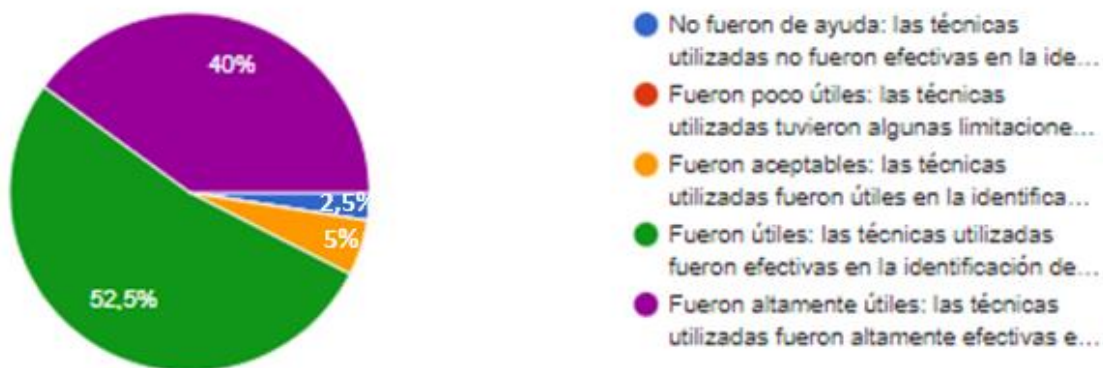 40%
2,5%
5%
52,5%
No fueron de ayuda: las técnicas
utilizadas no fueron efectivas en la ide...
Fueron poco útiles: las técnicas
utilizadas tuvieron algunas limitacione...
Fueron aceptables: las técnicas
utilizadas fueron útiles en la identifica...
Fueron útiles: las técnicas utilizadas
fueron efectivas en la identificación de...
Fueron altamente útiles: las técnicas
utilizadas fueron altamente efectivas e...